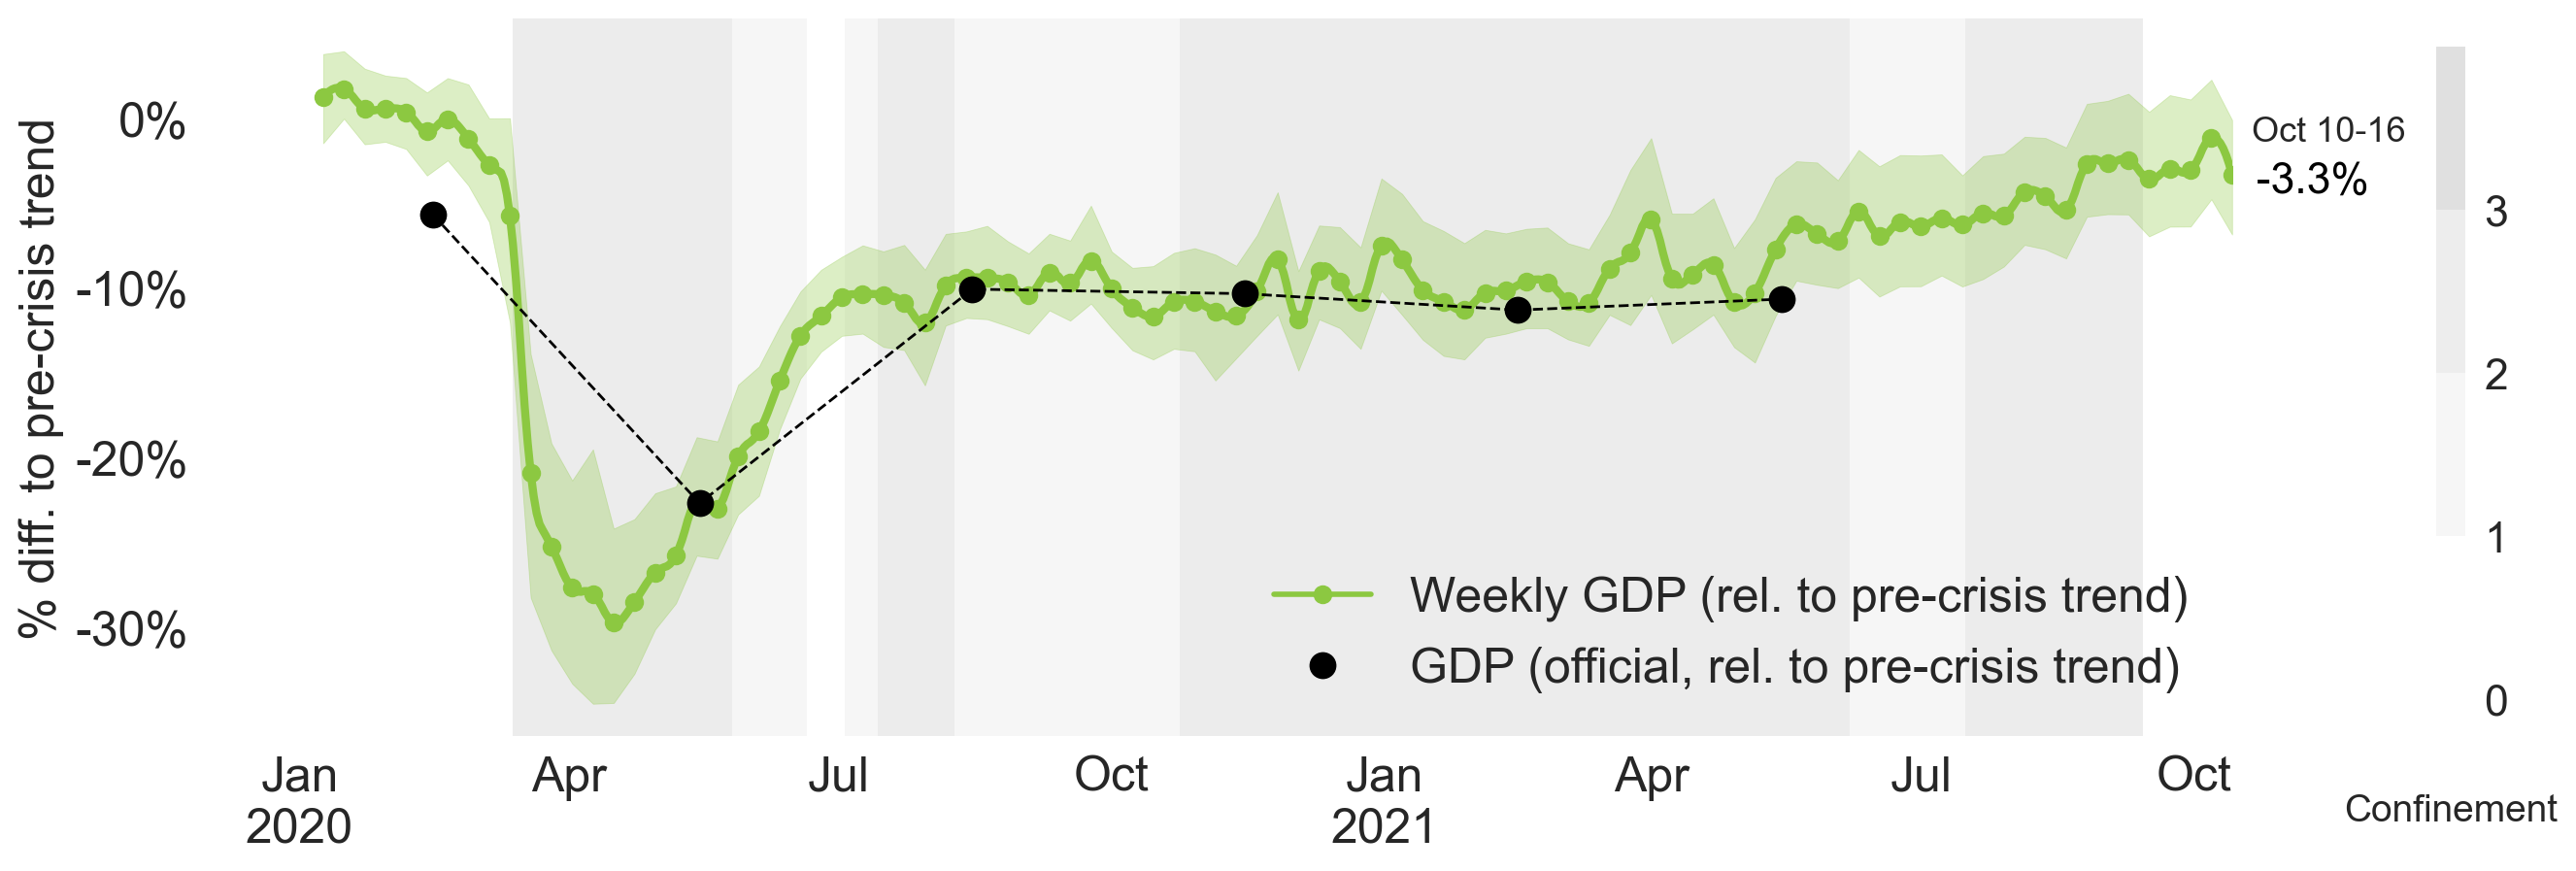 % diff. to pre-crisis trend
0%
-10%
-20%
-30%
Oct 10-16
-3.3%
3
2
1
0
Weekly GDP (rel. to pre-crisis trend)
GDP (official, rel. to pre-crisis trend)
Jan Apr Jul Oct Jan Apr Jul Oct
2020 2021
Confinement